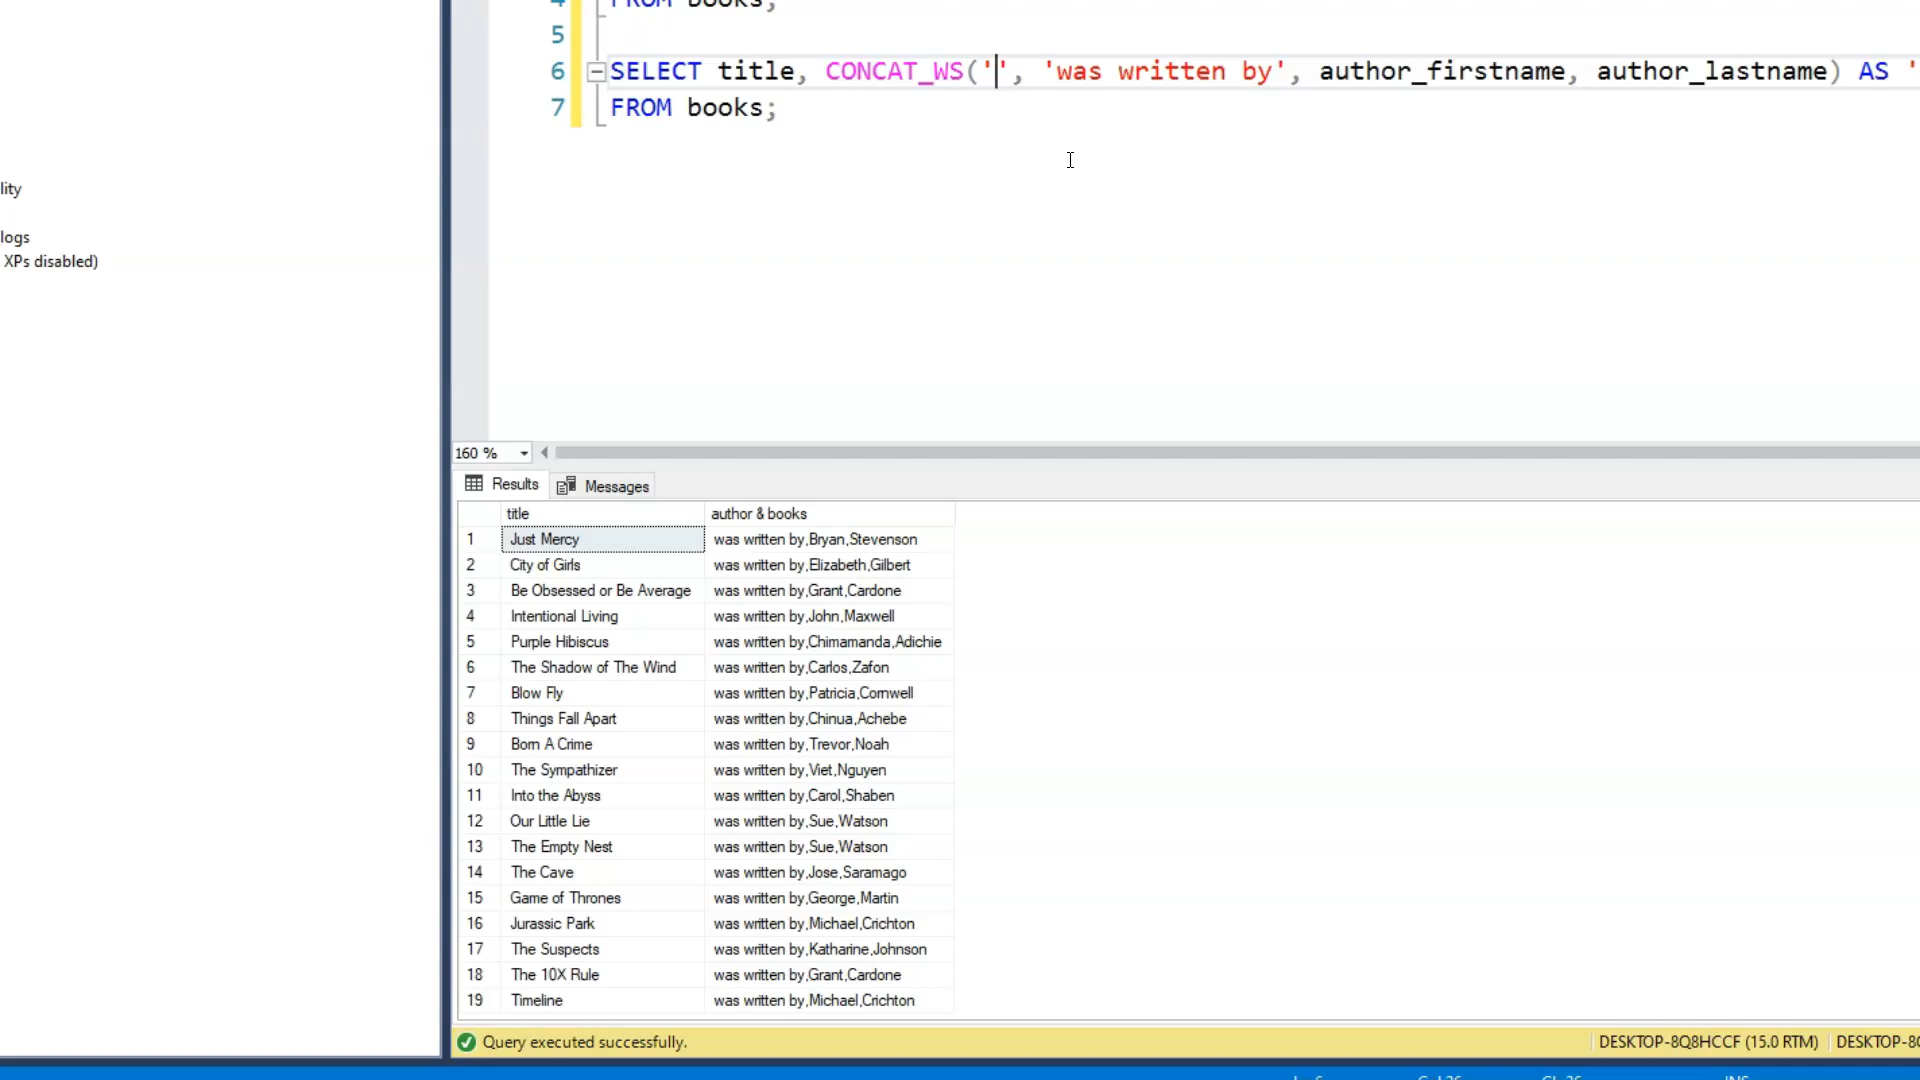 4 FROM books;
5
6 SELECT title, CONCAT_WS('', 'was written by', author_firstname, author_lastname) AS '
7 FROM books;
lity
logs
XPs disabled)
160 %
Results Messages
title author & books
1 Just Mercy was written by,Bryan,Stevenson
2 City of Girls was written by,Elizabeth,Gilbert
3 Be Obsessed or Be Average was written by,Grant,Cardone
4 Intentional Living was written by,John,Maxwell
5 Purple Hibiscus was written by,Chimamanda,Adichie
6 The Shadow of The Wind was written by,Carlos,Zafon
7 Blow Fly was written by,Patricia,Cornwell
8 Things Fall Apart was written by,Chinua,Achebe
9 Born A Crime was written by,Trevor,Noah
10 The Sympathizer was written by,Viet,Nguyen
11 Into the Abyss was written by,Carol,Shaben
12 Our Little Lie was written by,Sue,Watson
13 The Empty Nest was written by,Sue,Watson
14 The Cave was written by,Jose,Saramago
15 Game of Thrones was written by,George,Martin
16 Jurassic Park was written by,Michael,Crichton
17 The Suspects was written by,Katharine,Johnson
18 The 10X Rule was written by,Grant,Cardone
19 Timeline was written by,Michael,Crichton
Query executed successfully. DESKTOP-8Q8HCCF (15.0 RTM) DESKTOP-8